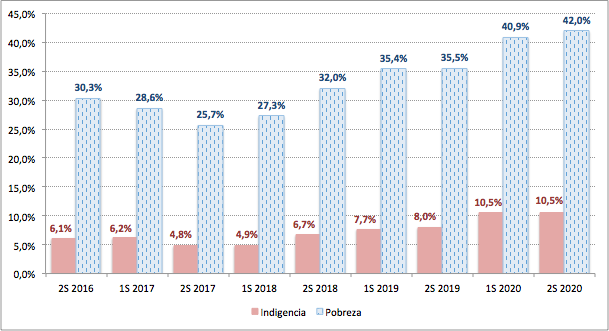 45,0%
40,0%
35,0%
30,0%
25,0%
20,0%
15,0%
10,0%
5,0%
0,0%
30,3% 28,6% 25,7% 27,3% 32,0% 35,4% 35,5% 40,9% 42,0%
6,1% 6,2% 4,8% 4,9% 6,7% 7,7% 8,0% 10,5% 10,5%
2S 2016 1S 2017 2S 2017 1S 2018 2S 2018 1S 2019 2S 2019 1S 2020 2S 2020
Indigencia Pobreza